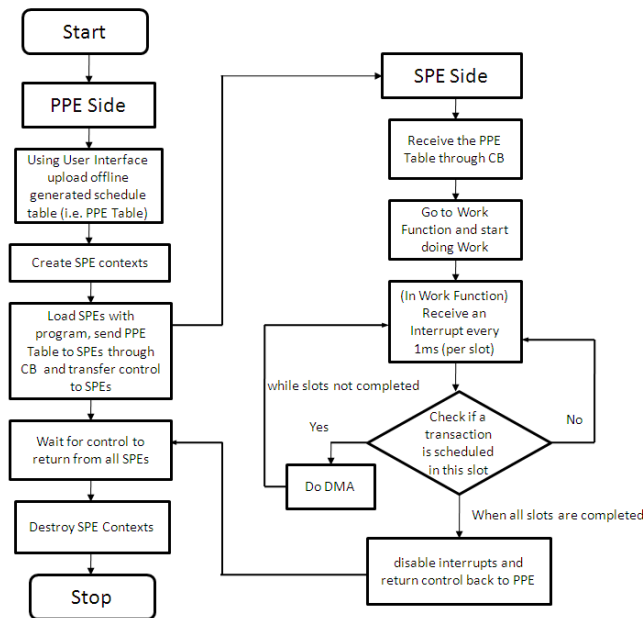 Start
PPE Side
Using User Interface
upload offline
generated schedule
table (i.e. PPE Table)
Create SPE contexts
Load SPEs with
program, send PPE
Table to SPEs through
CB and transfer control
to SPEs
Wait for control to
return from all SPEs
Destroy SPE Contexts
Stop
SPE Side
Receive the PPE
Table through CB
Go to Work
Function and start
doing Work
(In Work Function)
Receive an
Interrupt every
1ms (per slot)
while slots not completed
Check if a
transaction
is scheduled
in this slot
Yes
No
Do DMA
When all slots are completed
disable interrupts and
return control back to PPE